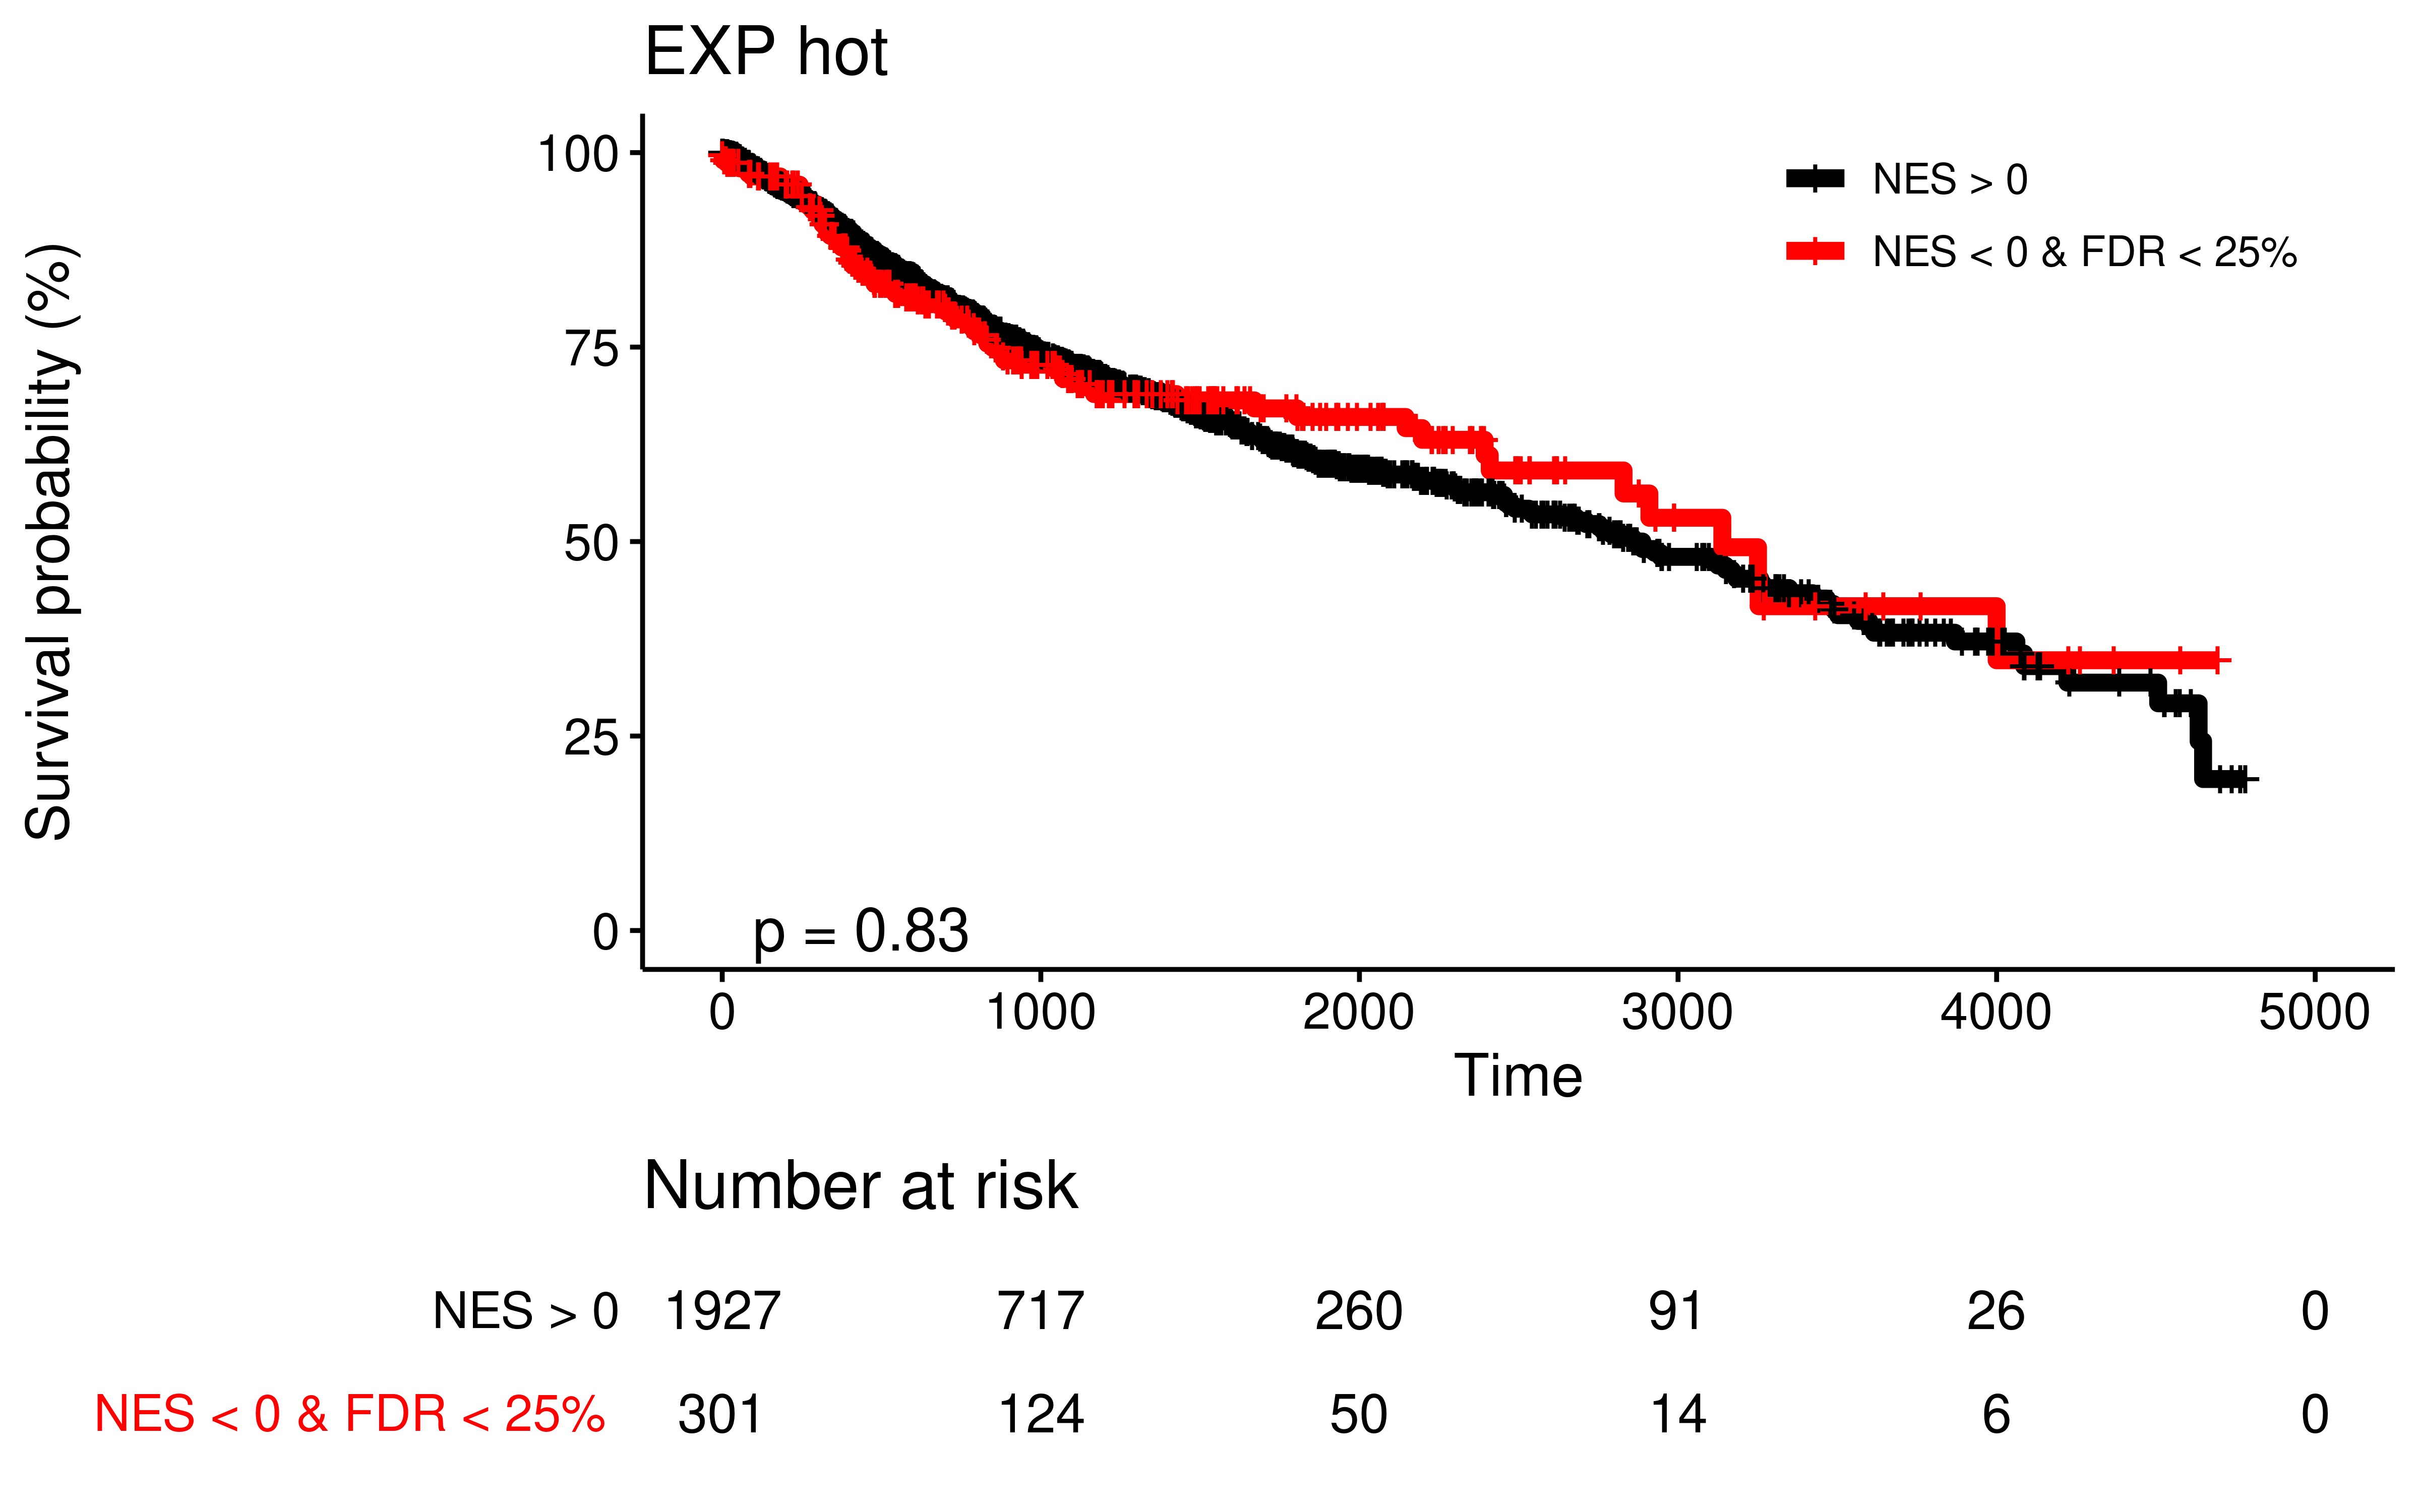 EXP hot
Survival probability (%)
100
75
50
25
0
NES > 0
NES < 0 & FDR < 25%
p = 0.83
0 1000 2000 3000 4000 5000
Time
Number at risk
NES > 0 1927 717 260 91 26 0
NES < 0 & FDR < 25% 301 124 50 14 6 0